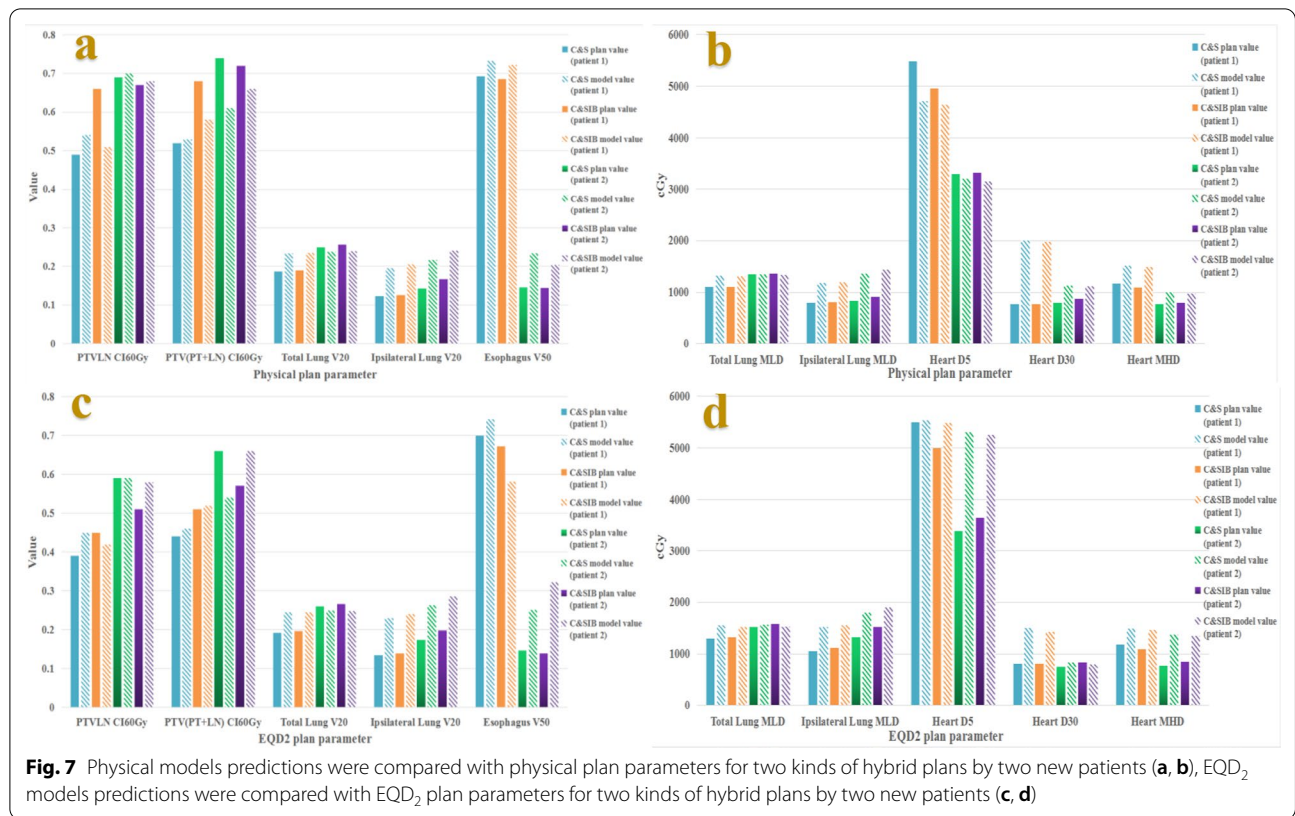 a
0.8
0.7
0.6
0.5
0.4
0.3
0.2
0.1
0
Value
PTVLN CI60Gy PTV(PT+LN) CI60Gy Total Lung V20 Ipsilateral Lung V20 Esophagus V50
Physical plan parameter
C&S plan value
(patient 1)
C&S model value
(patient 1)
C&SIB plan value
(patient 1)
C&SIB model value
(patient 1)
C&S plan value
(patient 2)
C&S model value
(patient 2)
C&SIB plan value
(patient 2)
C&SIB model value
(patient 2)
b
6000
5000
4000
3000
2000
1000
0
cGy
Total Lung MLD Ipsilateral Lung MLD Heart D5 Heart D30 Heart MHD
Physical plan parameter
C&S plan value
(patient 1)
C&S model value
(patient 1)
C&SIB plan value
(patient 1)
C&SIB model value
(patient 1)
C&S plan value
(patient 2)
C&S model value
(patient 2)
C&SIB plan value
(patient 2)
C&SIB model value
(patient 2)
c
0.8
0.7
0.6
0.5
0.4
0.3
0.2
0.1
0
Value
PTVLN CI60Gy PTV(PT+LN) CI60Gy Total Lung V20 Ipsilateral Lung V20 Esophagus V50
EQD2 plan parameter
C&S plan value
(patient 1)
C&S model value
(patient 1)
C&SIB plan value
(patient 1)
C&SIB model value
(patient 1)
C&S plan value
(patient 2)
C&S model value
(patient 2)
C&SIB plan value
(patient 2)
C&SIB model value
(patient 2)
d
6000
5000
4000
3000
2000
1000
0
cGy
Total Lung MLD Ipsilateral Lung MLD Heart D5 Heart D30 Heart MHD
EQD2 plan parameter
C&S plan value
(patient 1)
C&S model value
(patient 1)
C&SIB plan value
(patient 1)
C&SIB model value
(patient 1)
C&S plan value
(patient 2)
C&S model value
(patient 2)
C&SIB plan value
(patient 2)
C&SIB model value
(patient 2)
Fig. 7 Physical models predictions were compared with physical plan parameters for two kinds of hybrid plans by two new patients (a, b), EQD₂
models predictions were compared with EQD₂ plan parameters for two kinds of hybrid plans by two new patients (c, d)